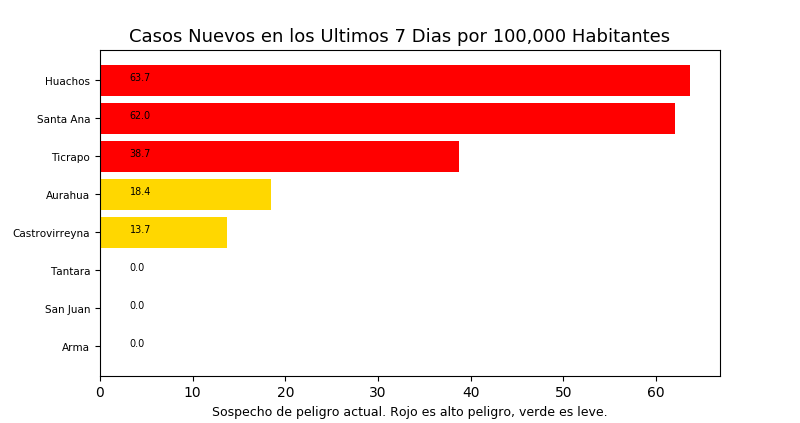 Casos Nuevos en los Ultimos 7 Dias por 100,000 Habitantes
Huachos 63.7
Santa Ana 62.0
Ticrapo 38.7
Aurahua 18.4
Castrovirreyna 13.7
Tantara 0.0
San Juan 0.0
Arma 0.0
0 10 20 30 40 50 60
Sospecho de peligro actual. Rojo es alto peligro, verde es leve.